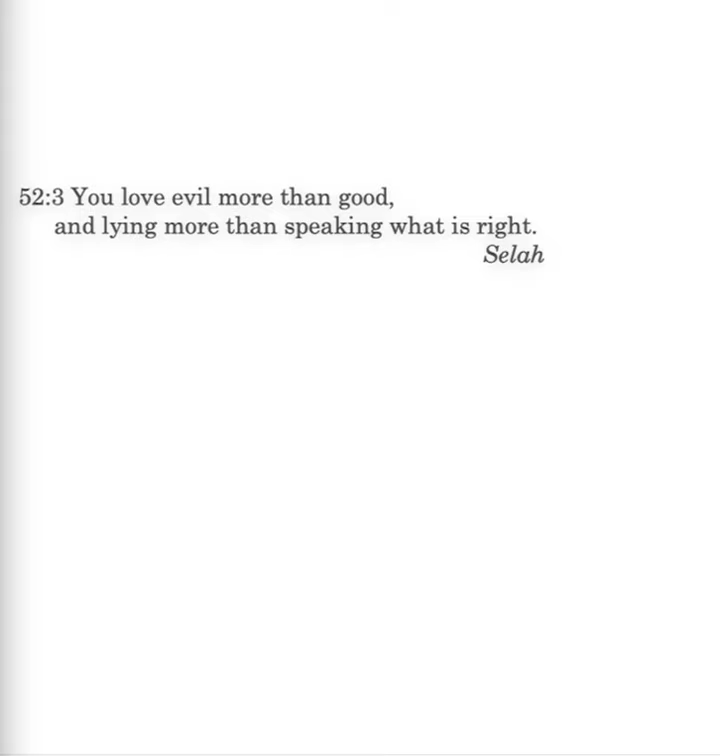 52:3 You love evil more than good,
and lying more than speaking what is right.
Selah